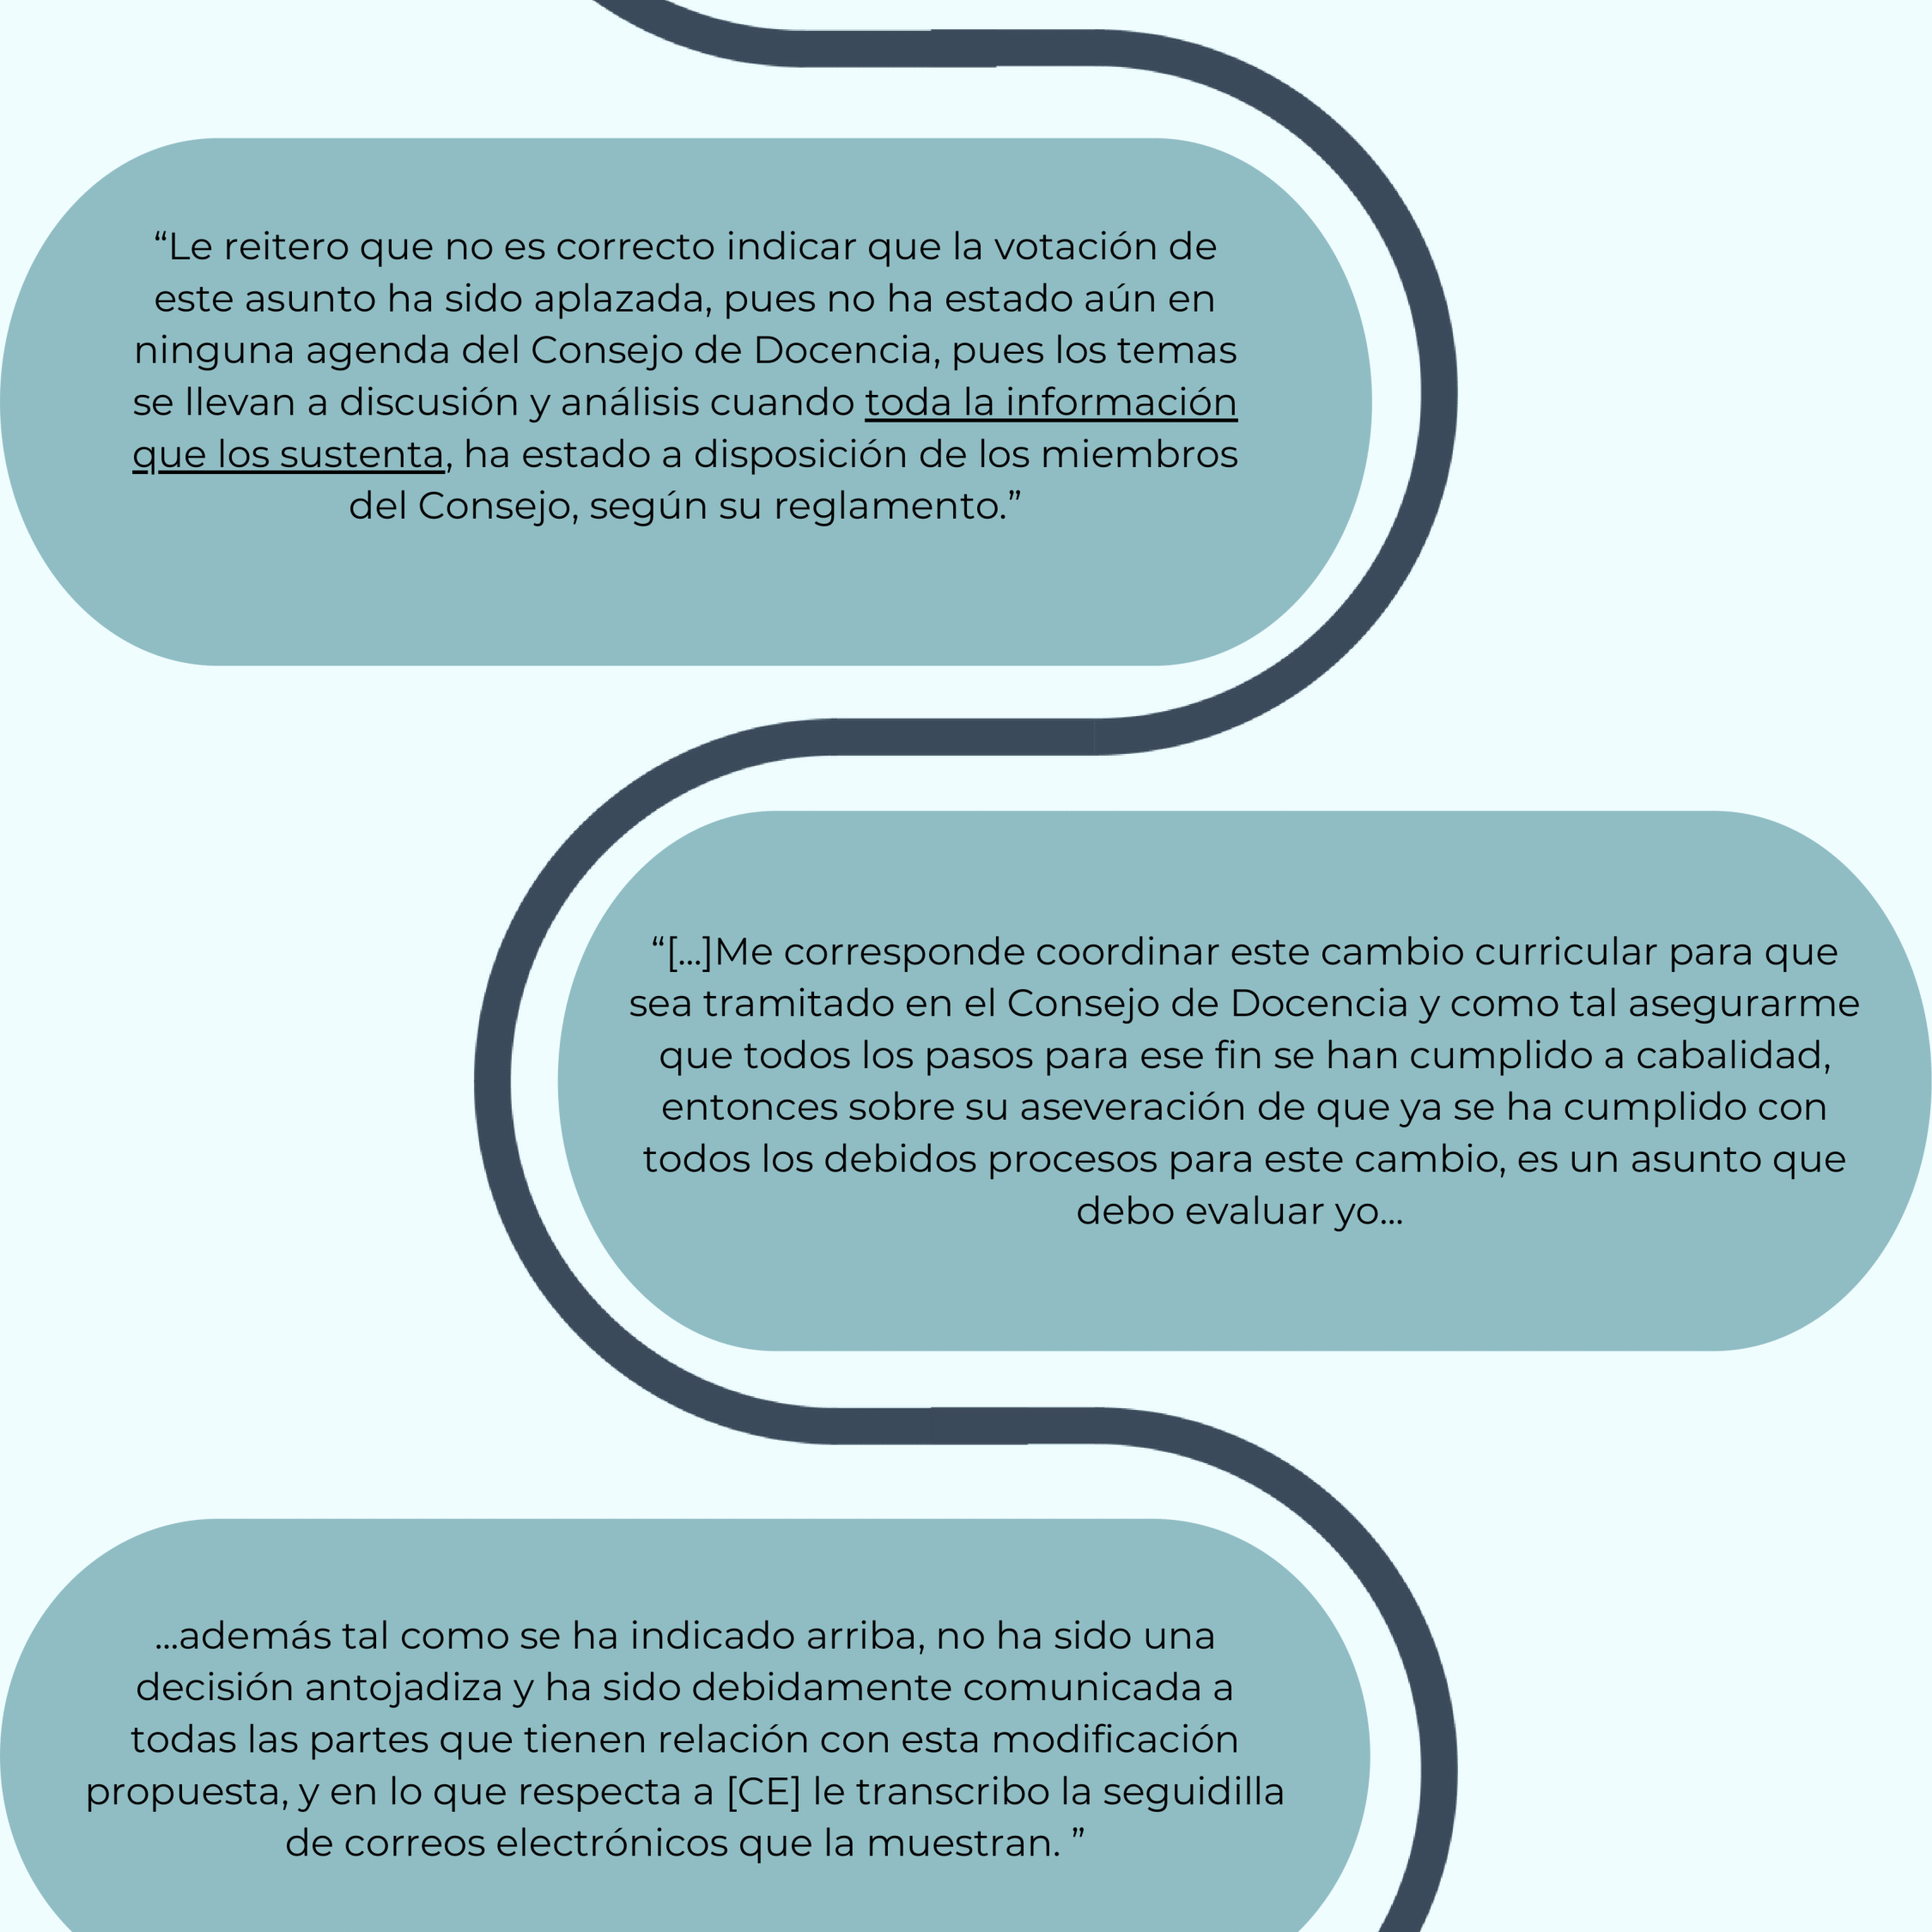 “Le reitero que no es correcto indicar que la votación de
este asunto ha sido aplazada, pues no ha estado aún en
ninguna agenda del Consejo de Docencia, pues los temas
se llevan a discusión y análisis cuando toda la información
que los sustenta, ha estado a disposición de los miembros
del Consejo, según su reglamento.”
“[...]Me corresponde coordinar este cambio curricular para que
sea tramitado en el Consejo de Docencia y como tal asegurarme
que todos los pasos para ese fin se han cumplido a cabalidad,
entonces sobre su aseveración de que ya se ha cumplido con
todos los debidos procesos para este cambio, es un asunto que
debo evaluar yo...
...además tal como se ha indicado arriba, no ha sido una
decisión antojadiza y ha sido debidamente comunicada a
todas las partes que tienen relación con esta modificación
propuesta, y en lo que respecta a [CE] le transcribo la seguidilla
de correos electrónicos que la muestran. ”